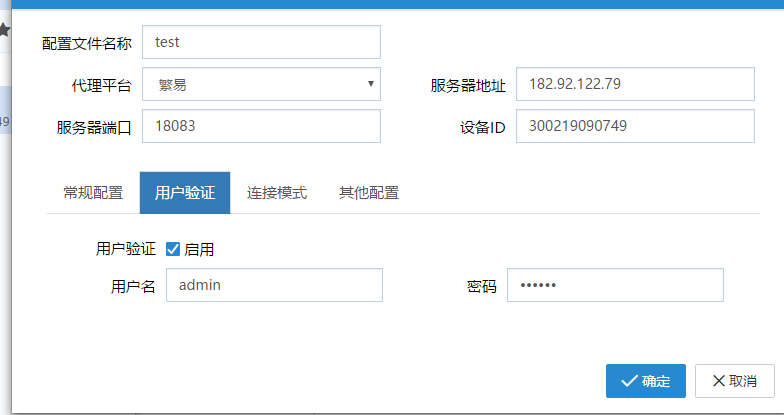 配置文件名称 test
代理平台 繁易 服务器地址 182.92.122.79
49
服务器端口 18083 设备ID 300219090749
常规配置 用户验证 连接模式 其他配置
用户验证 启用
用户名 admin 密码 ••••••
确定 取消